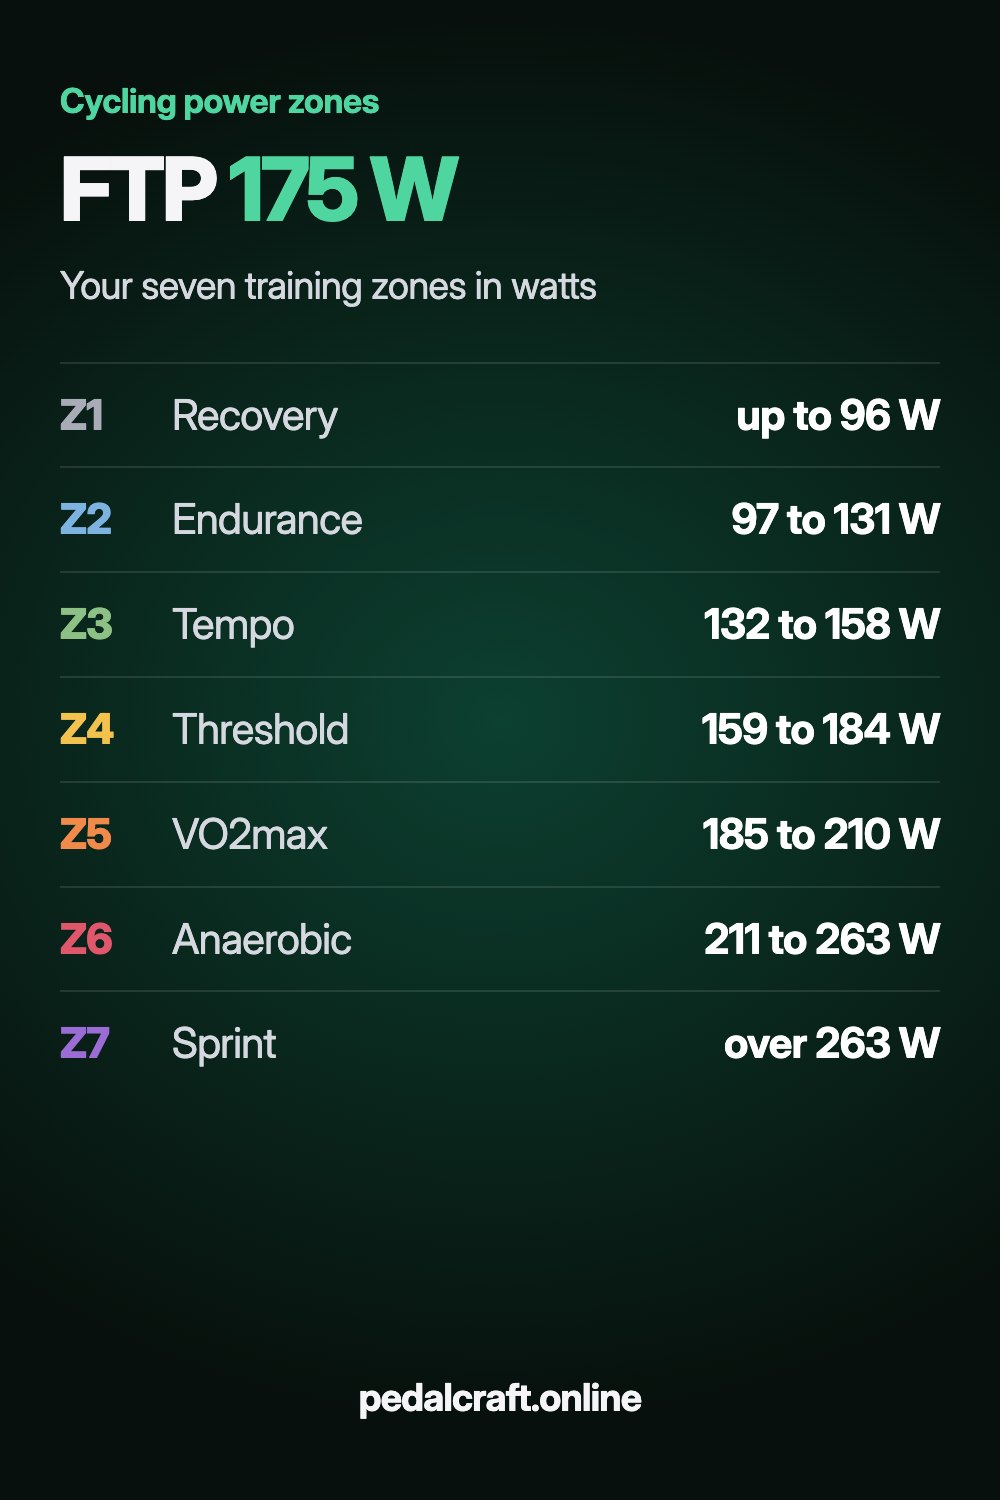 Cycling power zones
FTP 175 W
Your seven training zones in watts
Z1 Recovery up to 96 W
Z2 Endurance 97 to 131 W
Z3 Tempo 132 to 158 W
Z4 Threshold 159 to 184 W
Z5 VO2max 185 to 210 W
Z6 Anaerobic 211 to 263 W
Z7 Sprint over 263 W
pedalcraft.online